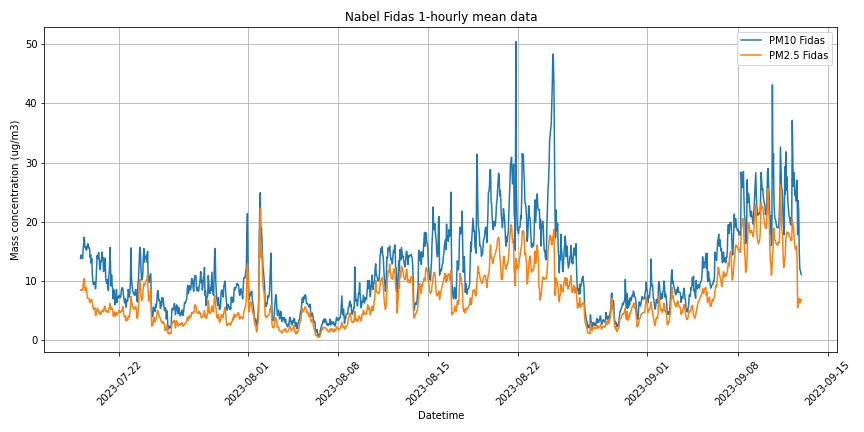 Nabel Fidas 1-hourly mean data
PM10 Fidas
PM2.5 Fidas
Mass concentration (ug/m3)
50
40
30
20
10
0
2023-07-22
2023-08-01
2023-08-08
2023-08-15
2023-08-22
2023-09-01
2023-09-08
2023-09-15
Datetime